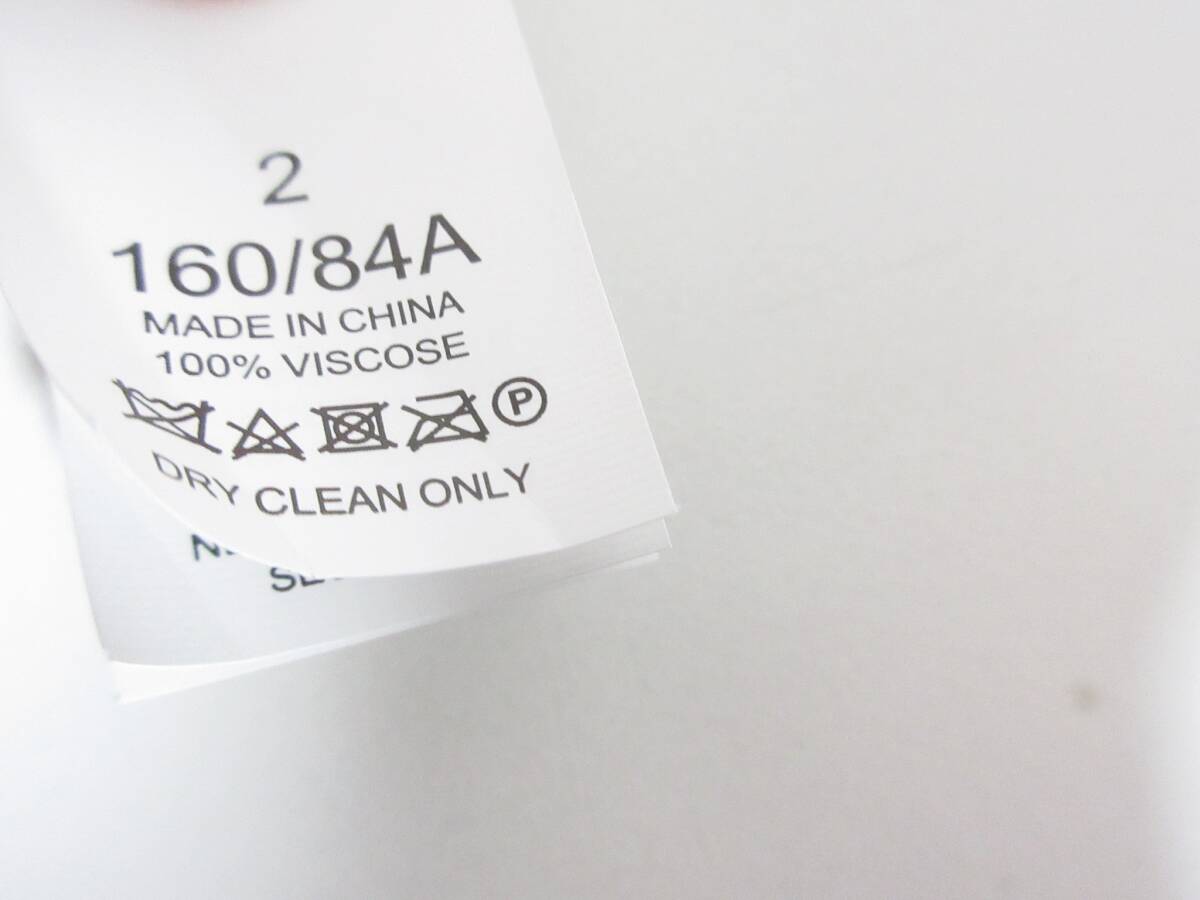 2
160/84A
MADE IN CHINA
100% VISCOSE
P
DRY CLEAN ONLY